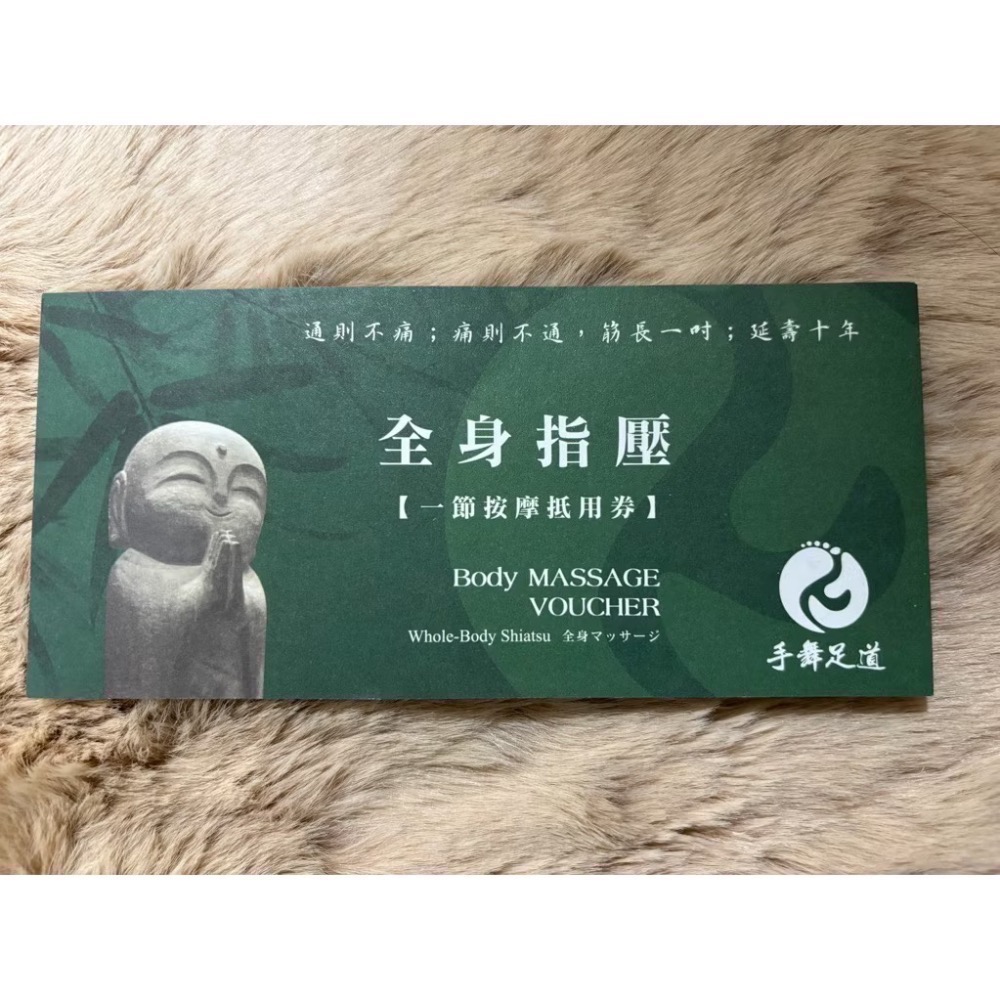 通則不痛；痛則不通，筋長一吋；延壽十年
全身指壓
【一節按摩抵用券】
Body MASSAGE
VOUCHER
Whole-Body Shiatsu 全身マッサージ
手舞足道